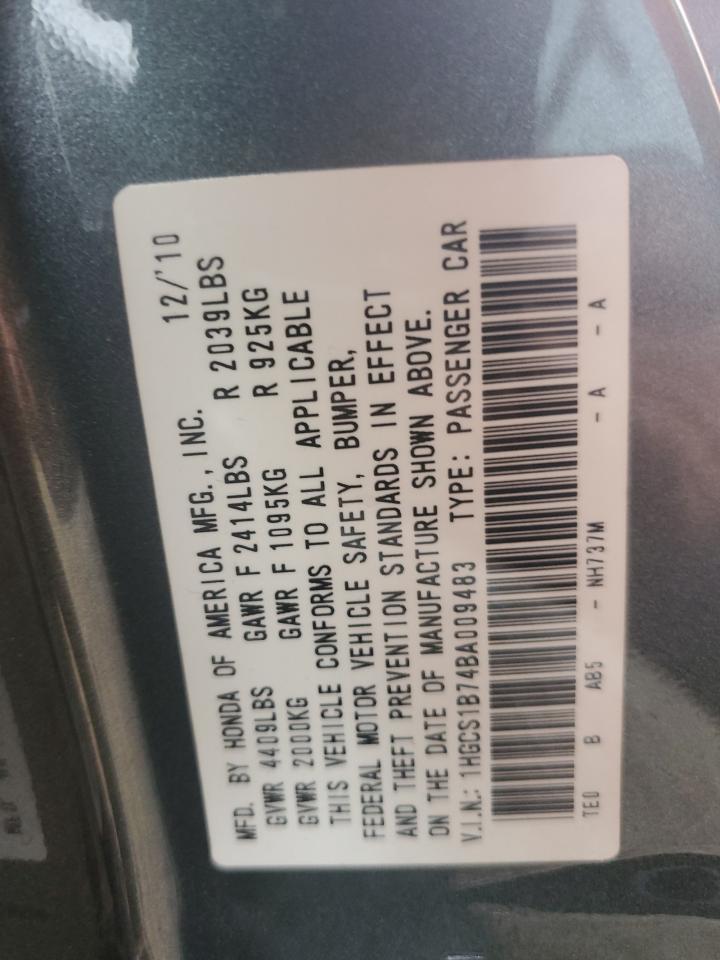 MFD. BY HONDA OF AMERICA MFG., INC. 12/'10
GVWR 4409LBS GAWR F 2414LBS R 2039LBS
GVWR 2000KG GAWR F 1095KG R 925KG
THIS VEHICLE CONFORMS TO ALL APPLICABLE
FEDERAL MOTOR VEHICLE SAFETY, BUMPER,
AND THEFT PREVENTION STANDARDS IN EFFECT
ON THE DATE OF MANUFACTURE SHOWN ABOVE.
V.I.N.: 1HGCS1B74BA009483 TYPE: PASSENGER CAR
TE0 B AB5 - NH737M - A - A